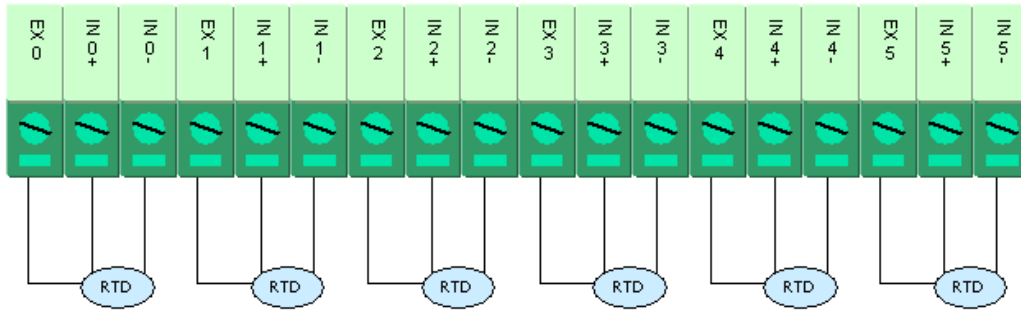 EX 0 IN 0+ IN 0- EX 1 IN 1+ IN 1- EX 2 IN 2+ IN 2- EX 3 IN 3+ IN 3- EX 4 IN 4+ IN 4- EX 5 IN 5+ IN 5-
RTD RTD RTD RTD RTD RTD